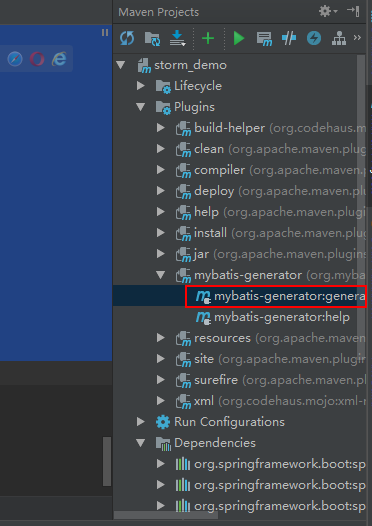 Maven Projects
storm_demo
Lifecycle
Plugins
build-helper (org.codehaus.m
clean (org.apache.maven.plug
compiler (org.apache.maven.p
deploy (org.apache.maven.plu
help (org.apache.maven.plugin
install (org.apache.maven.plu
jar (org.apache.maven.plugins
mybatis-generator (org.myba
mybatis-generator:genera
mybatis-generator:help
resources (org.apache.maven.
site (org.apache.maven.plugin
surefire (org.apache.maven.pl
xml (org.codehaus.mojo:xml-r
Run Configurations
Dependencies
org.springframework.boot:sp
org.springframework.boot:sp
org.springframework.boot:sp